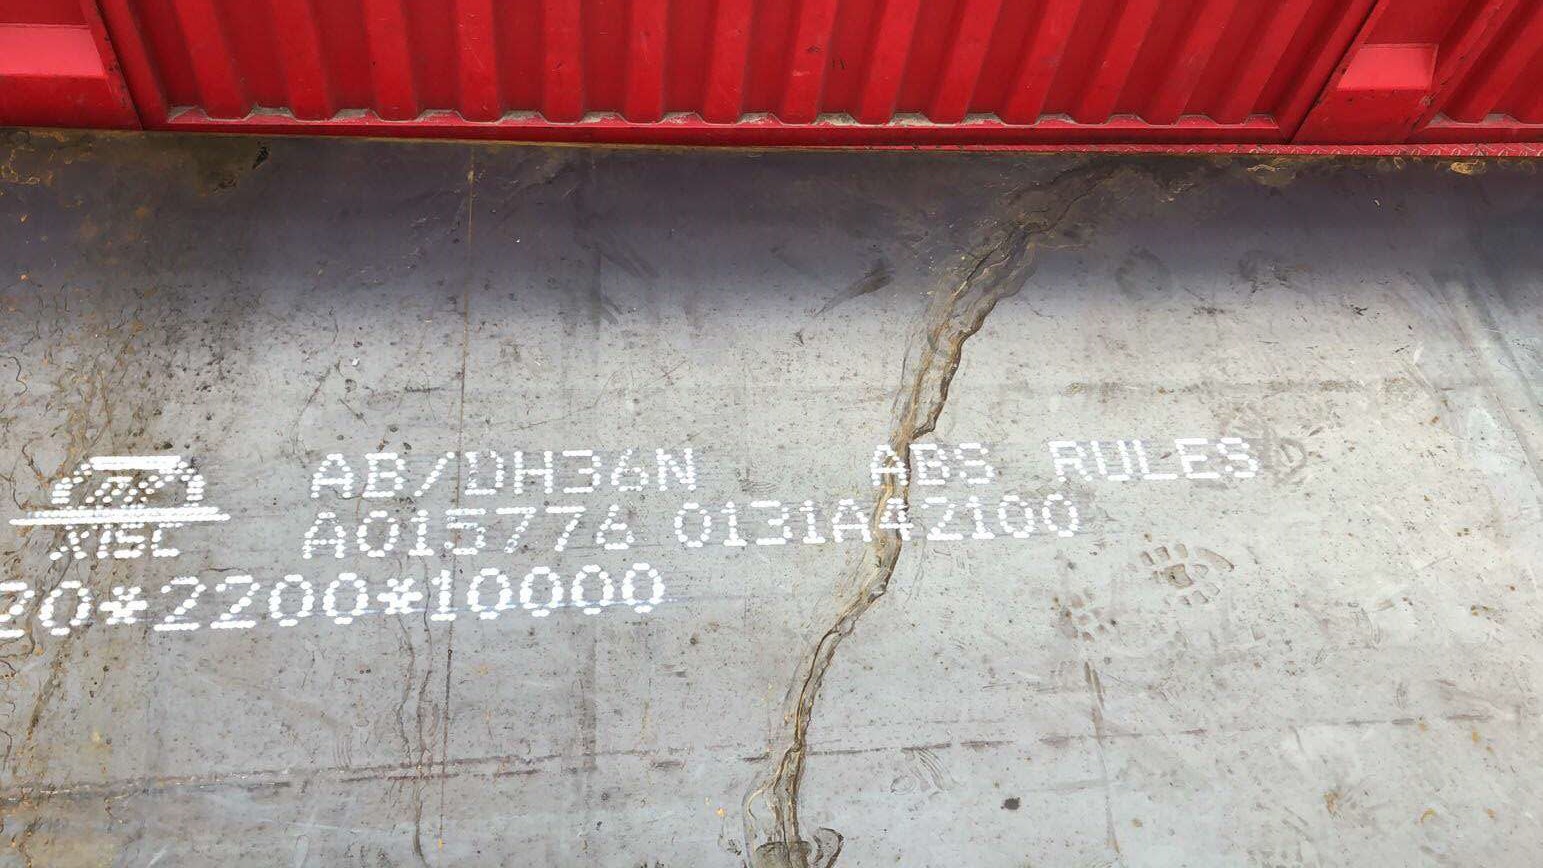 AB/DH36N ABS RULES
XISC
A015776 0131A42100
20*2200*10000